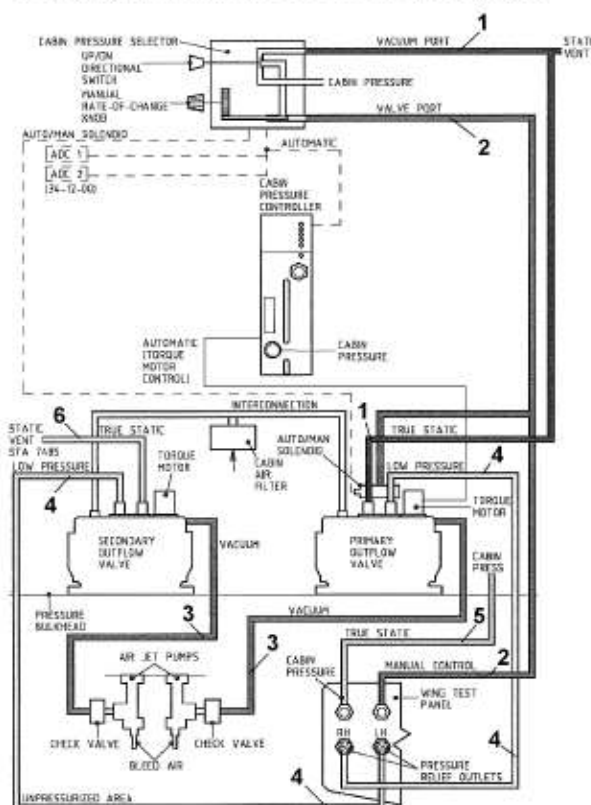 1
CABIN PRESSURE SELECTOR
VACUUM PORT
STATIC
VENT
UP/DN
DIRECTIONAL
SWITCH
CABIN PRESSURE
MANUAL
RATE-OF-CHANGE
KNOB
VALVE PORT
2
AUTO/MAN SOLENOID
AUTOMATIC
ADC 1
ADC 2
(34-12-00)
CABIN
PRESSURE
CONTROLLER
AUTOMATIC
(TORQUE
MOTOR
CONTROL)
CABIN
PRESSURE
6
INTERCONNECTION
1
STATIC
VENT
STA 7485
TRUE STATIC
TRUE STATIC
AUTO/MAN
SOLENOID
4
LOW PRESSURE
LOW PRESSURE
4
TORQUE
MOTOR
CABIN
AIR
FILTER
TORQUE
MOTOR
SECONDARY
OUTFLOW
VALVE
PRIMARY
OUTFLOW
VALVE
VACUUM
CABIN
PRESS
PRESSURE
BULKHEAD
3
VACUUM
5
TRUE STATIC
3
AIR JET PUMPS
CABIN
PRESSURE
MANUAL CONTROL
2
WING TEST
PANEL
RH
LH
4
CHECK VALVE
CHECK VALVE
BLEED AIR
PRESSURE
RELIEF OUTLETS
4
UNPRESSURIZED AREA